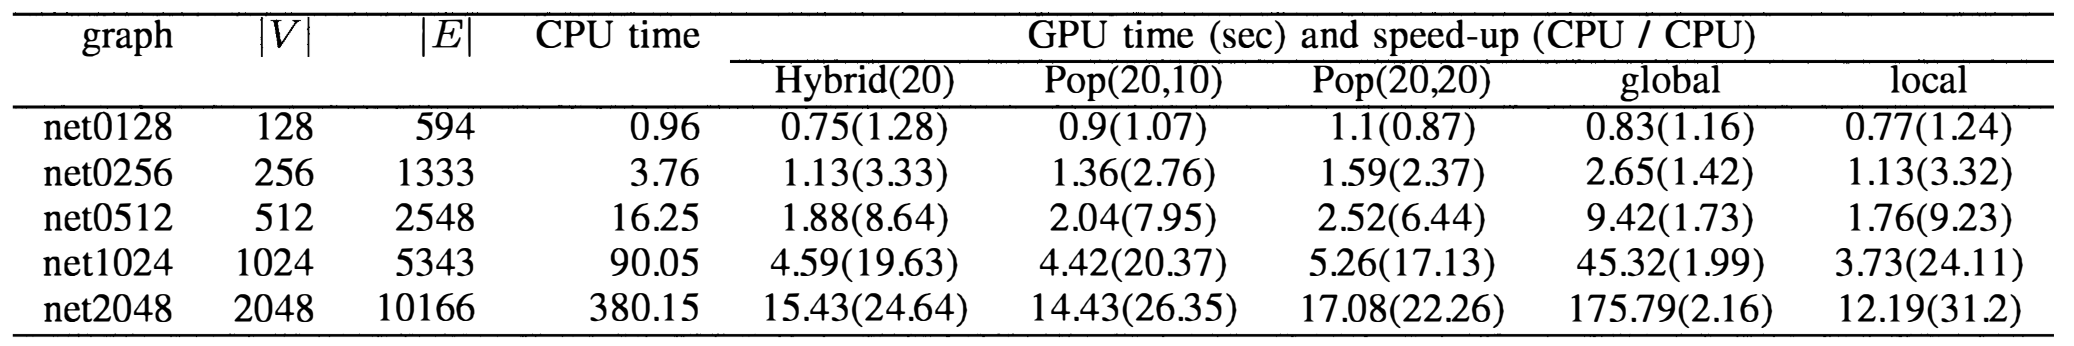 graph |V| |E| CPU time GPU time (sec) and speed-up (CPU / CPU)
Hybrid(20) Pop(20,10) Pop(20,20) global local
net0128 128 594 0.96 0.75(1.28) 0.9(1.07) 1.1(0.87) 0.83(1.16) 0.77(1.24)
net0256 256 1333 3.76 1.13(3.33) 1.36(2.76) 1.59(2.37) 2.65(1.42) 1.13(3.32)
net0512 512 2548 16.25 1.88(8.64) 2.04(7.95) 2.52(6.44) 9.42(1.73) 1.76(9.23)
net1024 1024 5343 90.05 4.59(19.63) 4.42(20.37) 5.26(17.13) 45.32(1.99) 3.73(24.11)
net2048 2048 10166 380.15 15.43(24.64) 14.43(26.35) 17.08(22.26) 175.79(2.16) 12.19(31.2)